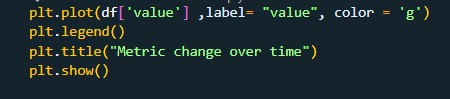 plt.plot(df['value'] ,label= "value", color = 'g')
plt.legend()
plt.title("Metric change over time")
plt.show()